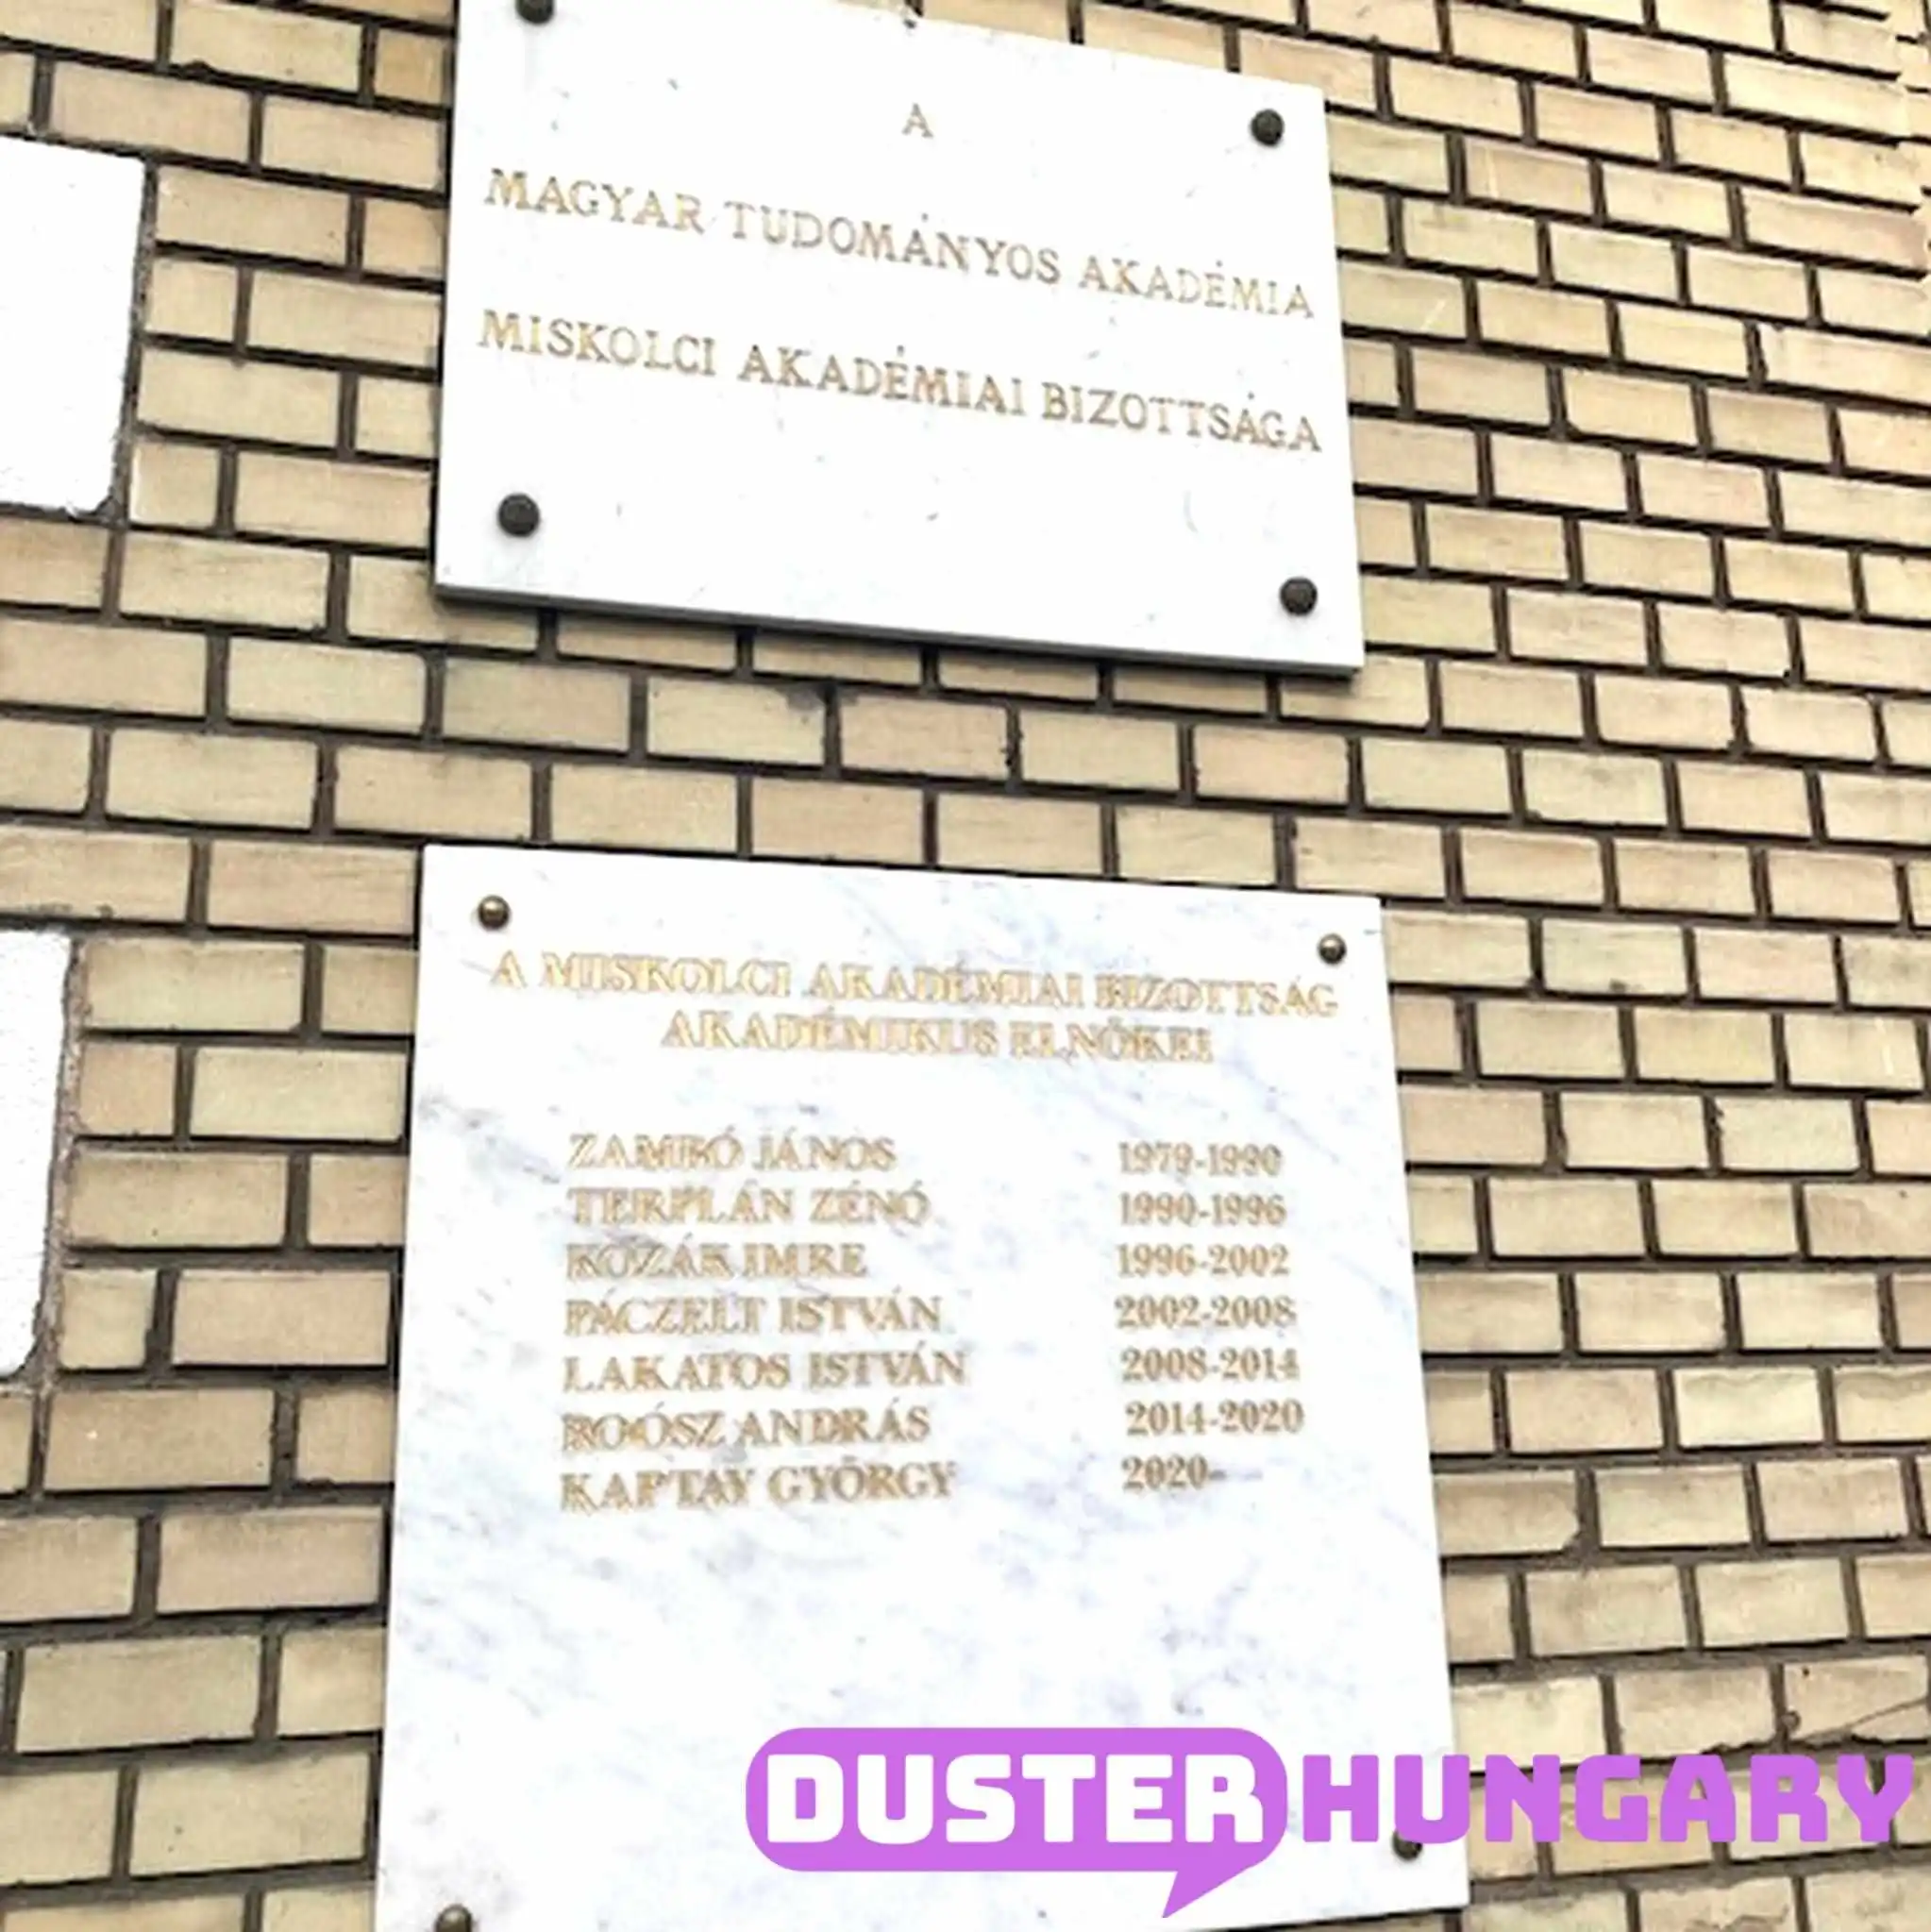 A
MAGYAR TUDOMÁNYOS AKADÉMIA
MISKOLCI AKADÉMIAI BIZOTTSÁGA
A MISKOLCI AKADÉMIAI BIZOTTSÁG
AKADÉMIKUS ELNÖKEI
ZAMBÓ JÁNOS 1979-1990
TERPLÁN ZÉNÓ 1990-1996
KOZÁK IMRE 1996-2002
PÁCZELT ISTVÁN 2002-2008
LAKATOS ISTVÁN 2008-2014
ROÓSZ ANDRÁS 2014-2020
KAPTAY GYÖRGY 2020-
DUSTER HUNGARY